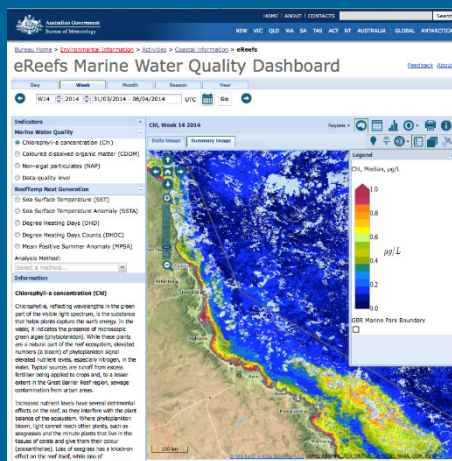 HOME | ABOUT | CONTACTS
Australian Government
Bureau of Meteorology
NSW VIC QLD WA SA TAS ACT NT AUSTRALIA GLOBAL ANTARCTICA
Bureau Home > Environmental Information > Activities > Coastal Information > eReefs
eReefs Marine Water Quality Dashboard
Feedback About
Day Week Month Season Year
W14 2014 31/03/2014 - 06/04/2014 UTC Go
Indicators
Marine Water Quality
Chlorophyll-a concentration (Chl)
Coloured dissolved organic matter (CDOM)
Non-algal particulates (NAP)
Data-quality level
ReefTemp Next Generation
Sea Surface Temperature (SST)
Sea Surface Temperature Anomaly (SSTA)
Degree Heating Days (DHD)
Degree Heating Days Counts (DHDC)
Mean Positive Summer Anomaly (MPSA)
Analysis Method:
Select a method...
Information
Chlorophyll-a concentration (Chl)
Chlorophyll-a, reflecting wavelengths in the green
part of the visible light spectrum, is the substance
that helps plants capture the sun's energy. In the
water, it indicates the presence of microscopic
green algae (phytoplankton). While these plants
are a natural part of the reef ecosystem, elevated
numbers (a bloom) of phytoplankton signal
elevated nutrient levels, especially nitrogen, in the
water. Typical sources are runoff from excess
fertiliser being applied to crops and, to a lesser
extent in the Great Barrier Reef region, sewage
contamination from urban areas.
Increased nutrient levels have several detrimental
effects on the reef, as they interfere with the plant
balance of the ecosystem. Where phytoplankton
bloom, light cannot reach other plants, such as
seagrasses and the minute plants that live in the
tissues of corals and give them their colour
(zooxanthellae). Loss of seagrass has a knock-on
effect on the reef itself, while loss of
Chl, Week 14 2014
Regions
Daily Image Summary Image
Legend
Chl, Median, µg/L
1.0
0.8
0.6
0.4
0.2
0.0
µg/L
GBR Marine Park Boundary
100 km